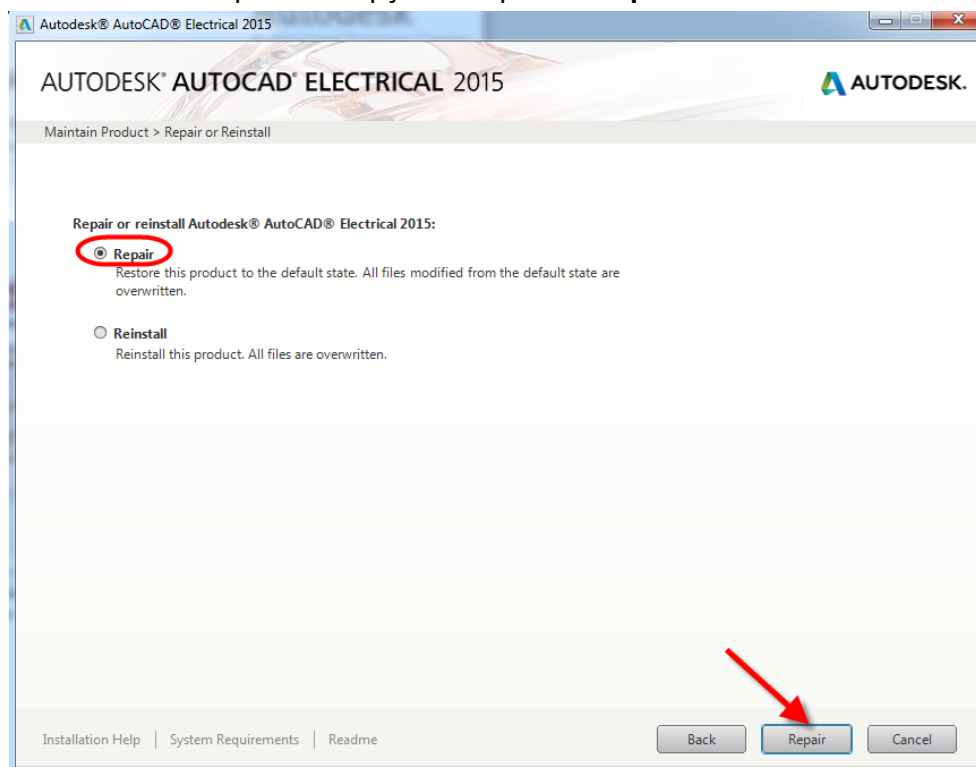 Autodesk® AutoCAD® Electrical 2015
AUTODESK® AUTOCAD® ELECTRICAL 2015
AUTODESK.
Maintain Product > Repair or Reinstall
Repair or reinstall Autodesk® AutoCAD® Electrical 2015:
Repair
Restore this product to the default state. All files modified from the default state are
overwritten.
Reinstall
Reinstall this product. All files are overwritten.
Installation Help | System Requirements | Readme
Back
Repair
Cancel